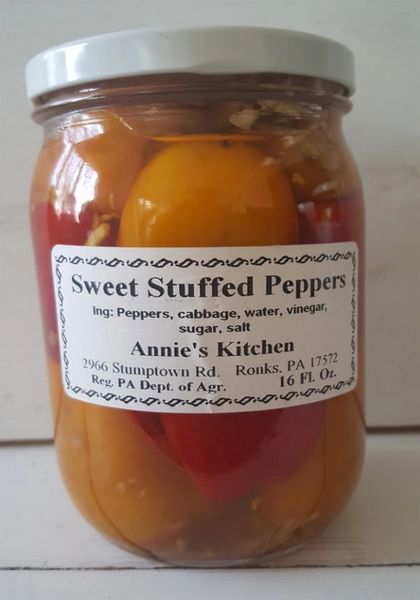 Sweet Stuffed Peppers
Ing: Peppers, cabbage, water, vinegar,
sugar, salt
Annie's Kitchen
2966 Stumptown Rd. Ronks, PA 17572
Reg. PA Dept. of Agr. 16 Fl. Oz.